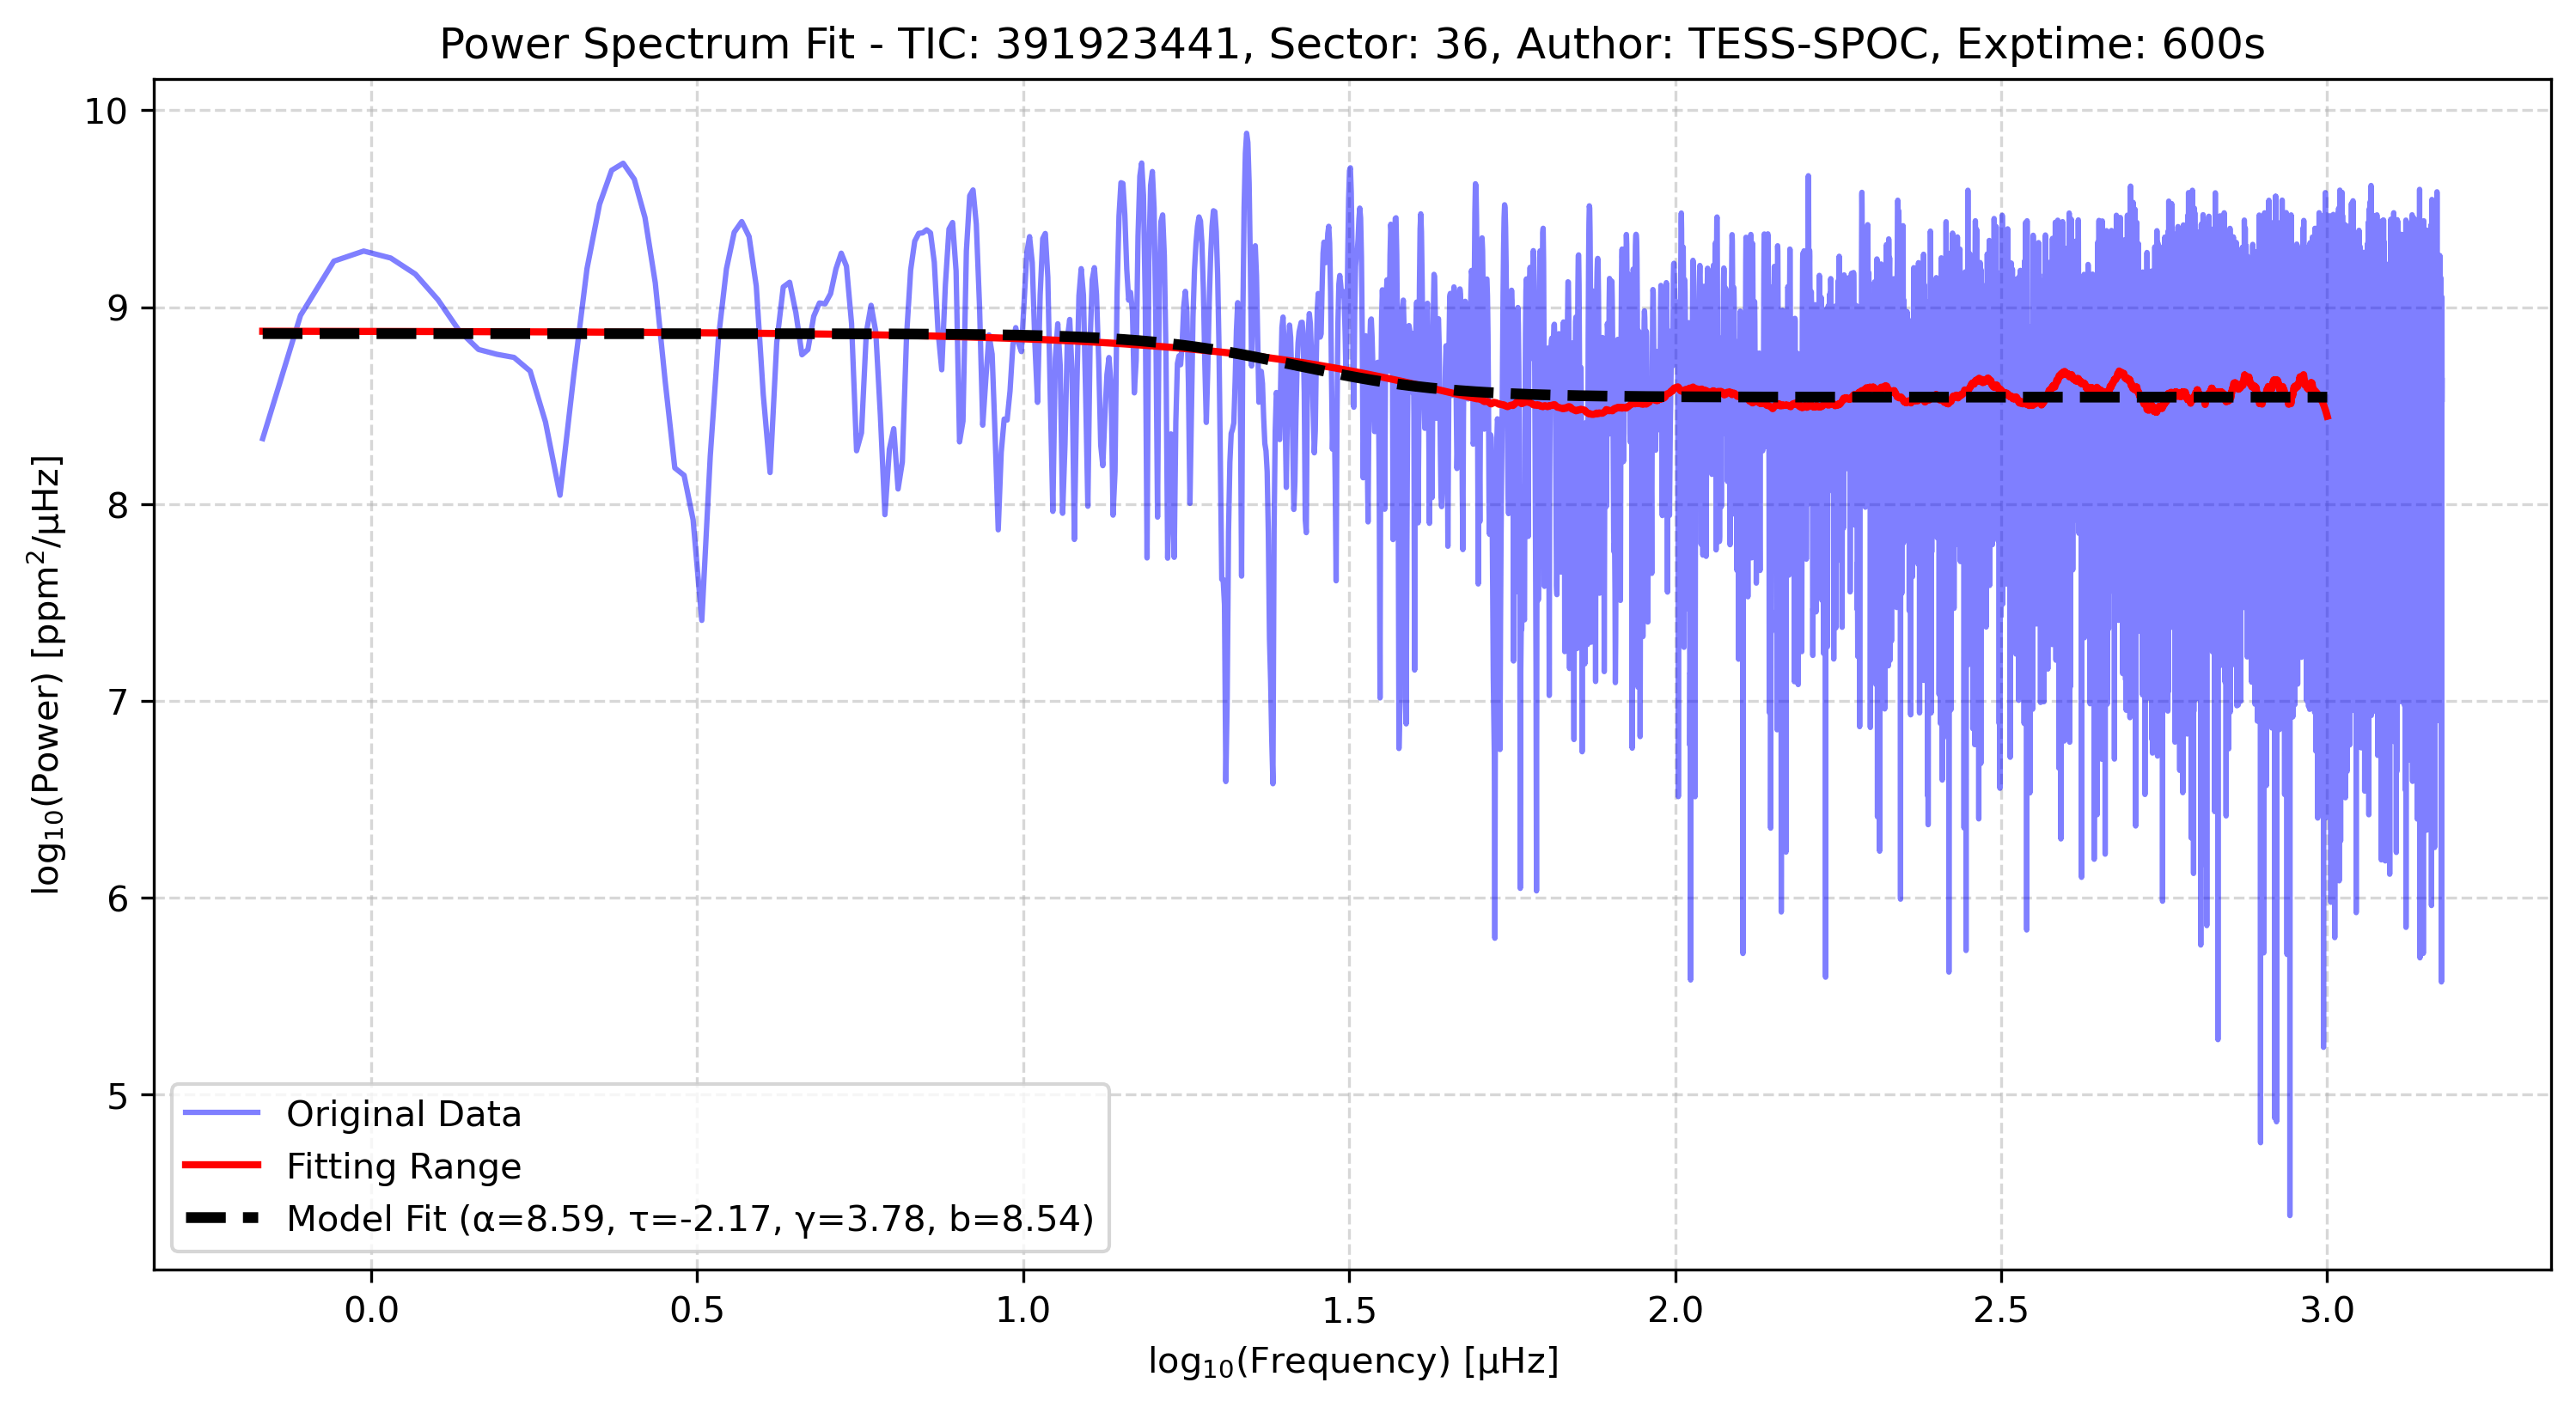 Power Spectrum Fit - TIC: 391923441, Sector: 36, Author: TESS-SPOC, Exptime: 600s
log₁₀(Power) [ppm²/μHz]
10
9
8
7
6
5
Original Data
Fitting Range
Model Fit (α=8.59, τ=-2.17, γ=3.78, b=8.54)
0.0 0.5 1.0 1.5 2.0 2.5 3.0
log₁₀(Frequency) [μHz]